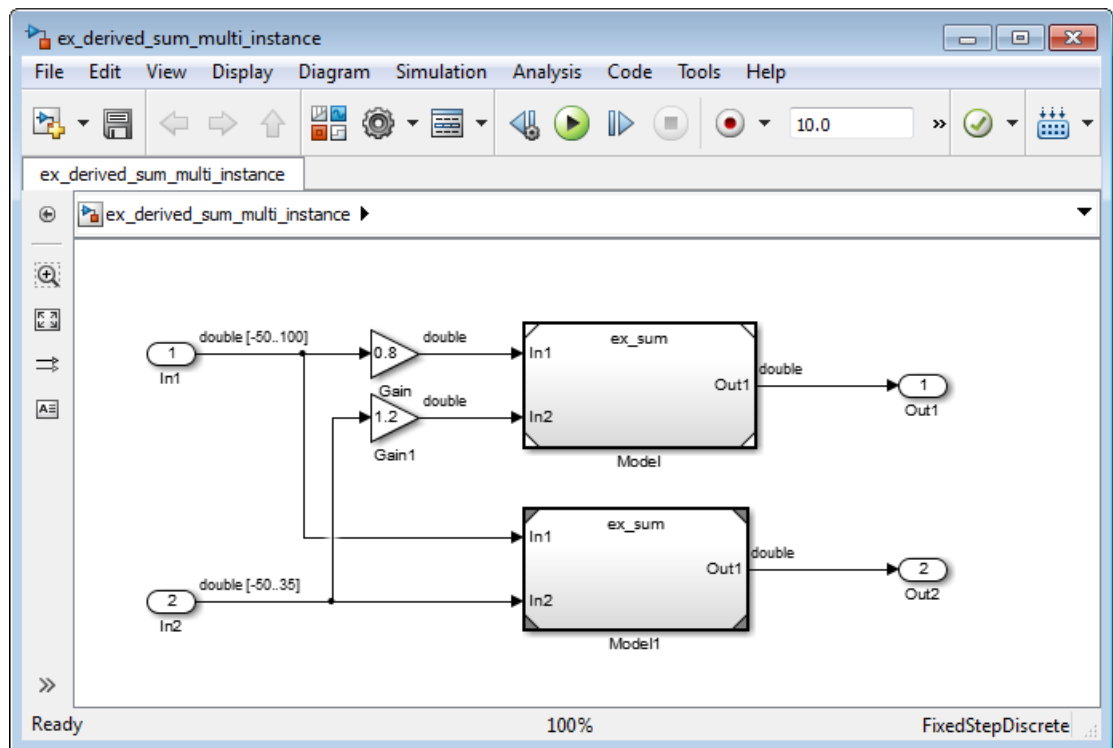 ex_derived_sum_multi_instance
File Edit View Display Diagram Simulation Analysis Code Tools Help
10.0 »
ex_derived_sum_multi_instance
ex_derived_sum_multi_instance
double [-50..100]
1
In1
0.8
Gain
double
1.2
Gain1
double
ex_sum
In1
In2
Out1
Model
double
1
Out1
double [-50..35]
2
In2
ex_sum
In1
In2
Out1
Model1
double
2
Out2
A
»
Ready 100% FixedStepDiscrete